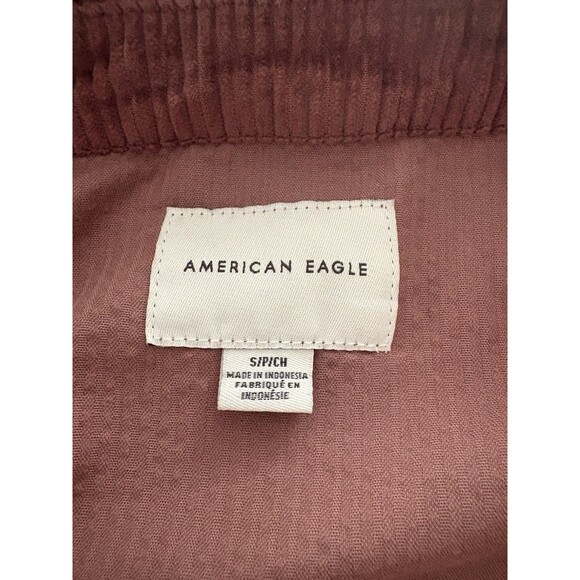 AMERICAN EAGLE
S/P/CH
MADE IN INDONESIA
FABRIQUÉ EN
INDONÉSIE